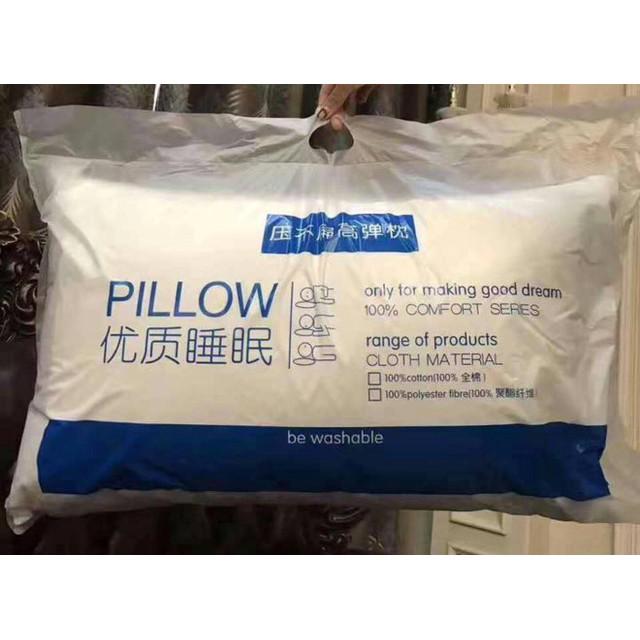 压不扁高弹枕
PILLOW
优质睡眠
only for making good dream
100% COMFORT SERIES
range of products
CLOTH MATERIAL
100%cotton(100% 全棉)
100%polyester fibre(100% 聚酯纤维)
be washable